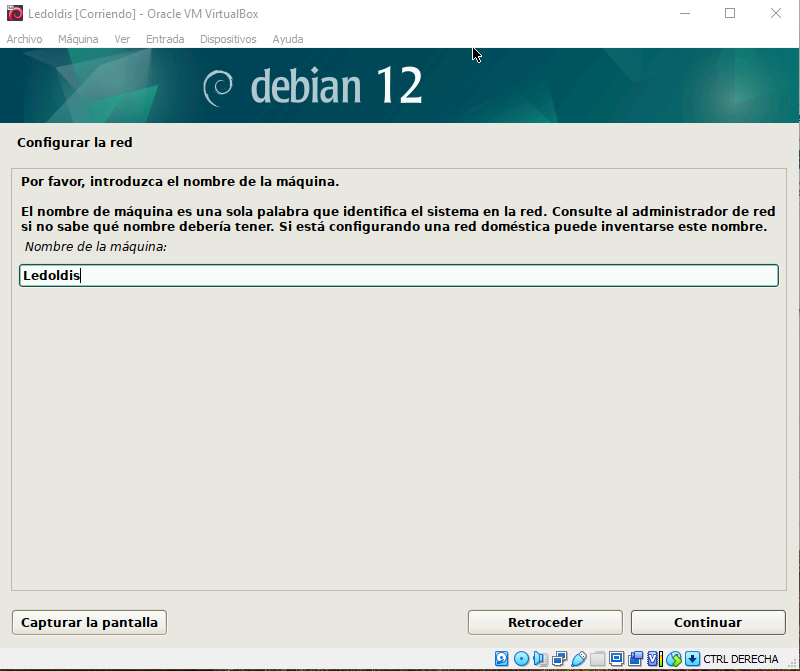 Ledoldis [Corriendo] - Oracle VM VirtualBox
Archivo Máquina Ver Entrada Dispositivos Ayuda
debian 12
Configurar la red
Por favor, introduzca el nombre de la máquina.
El nombre de máquina es una sola palabra que identifica el sistema en la red. Consulte al administrador de red
si no sabe qué nombre debería tener. Si está configurando una red doméstica puede inventarse este nombre.
Nombre de la máquina:
Ledoldis
Capturar la pantalla Retroceder Continuar
CTRL DERECHA